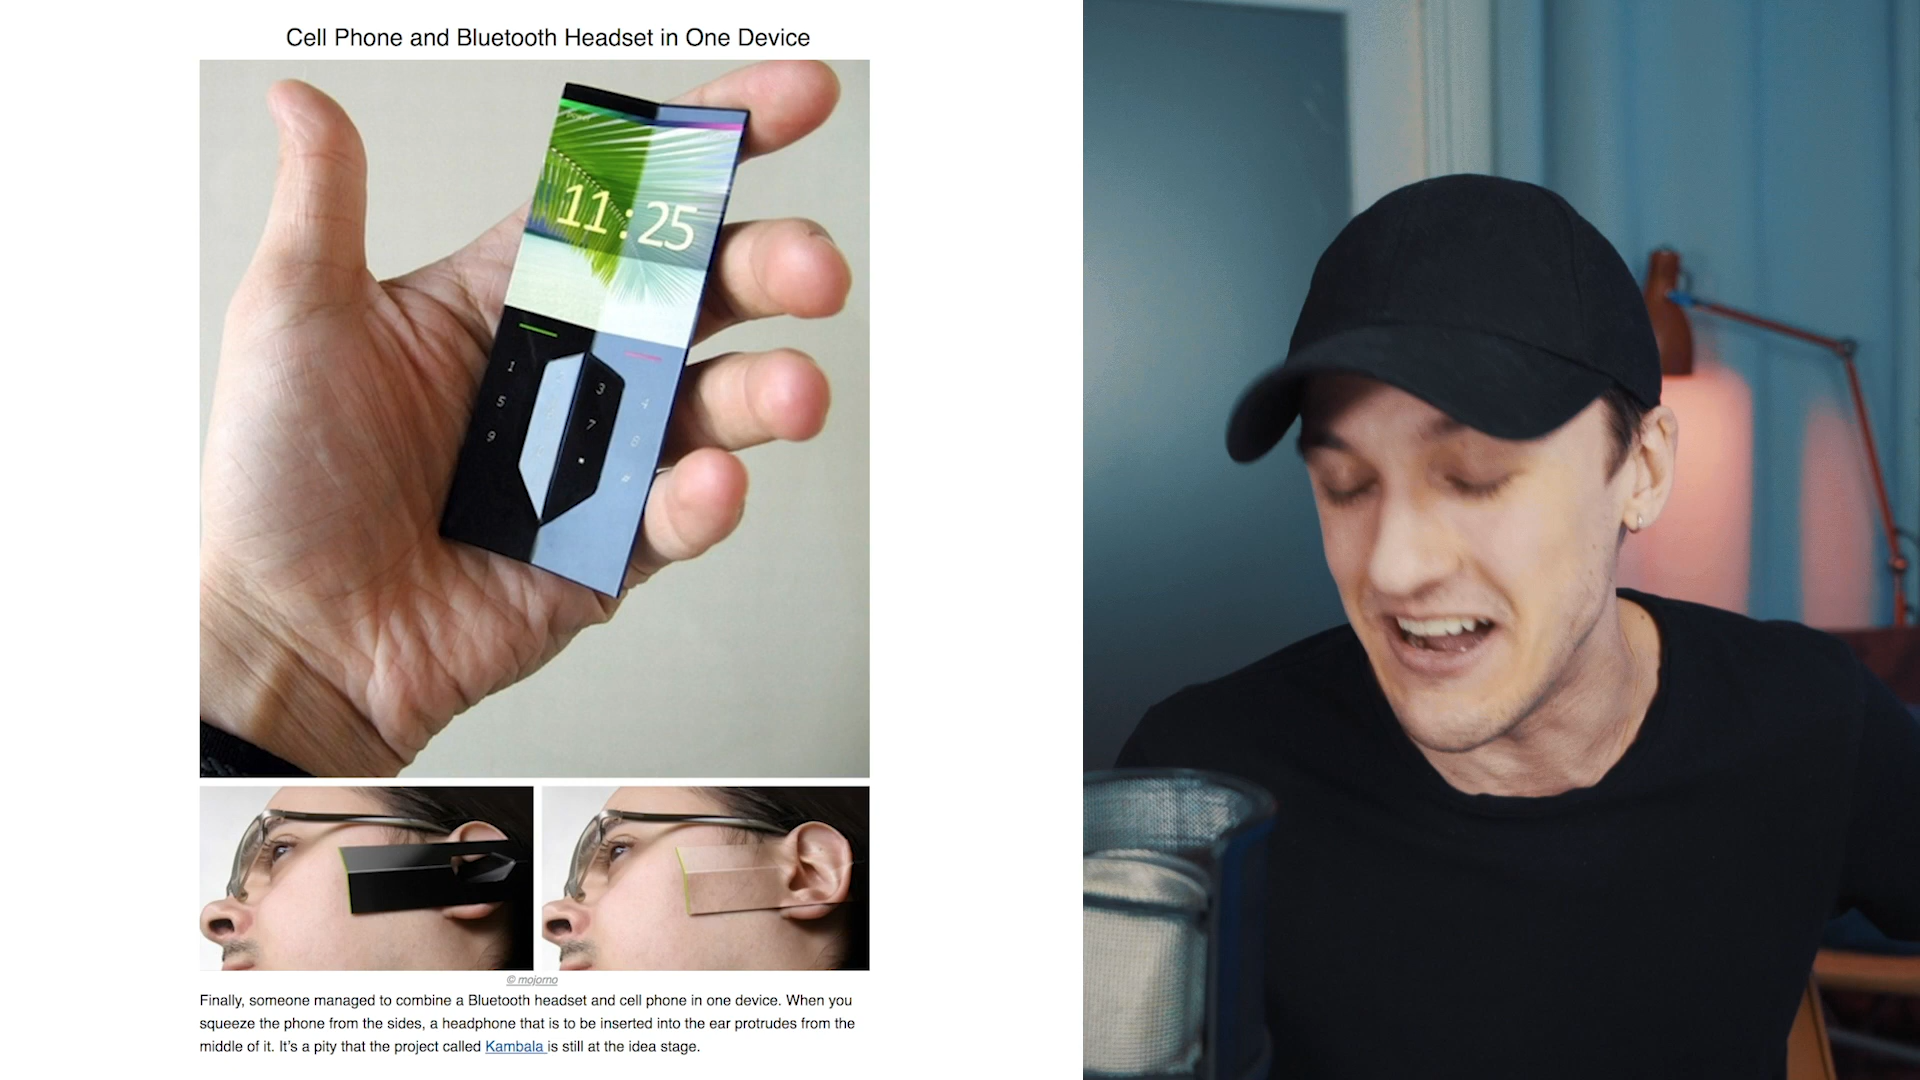 Cell Phone and Bluetooth Headset in One Device
11:25
1
3
4
5
7
8
9
#
© mojorno
Finally, someone managed to combine a Bluetooth headset and cell phone in one device. When you
squeeze the phone from the sides, a headphone that is to be inserted into the ear protrudes from the
middle of it. It's a pity that the project called Kambala is still at the idea stage.